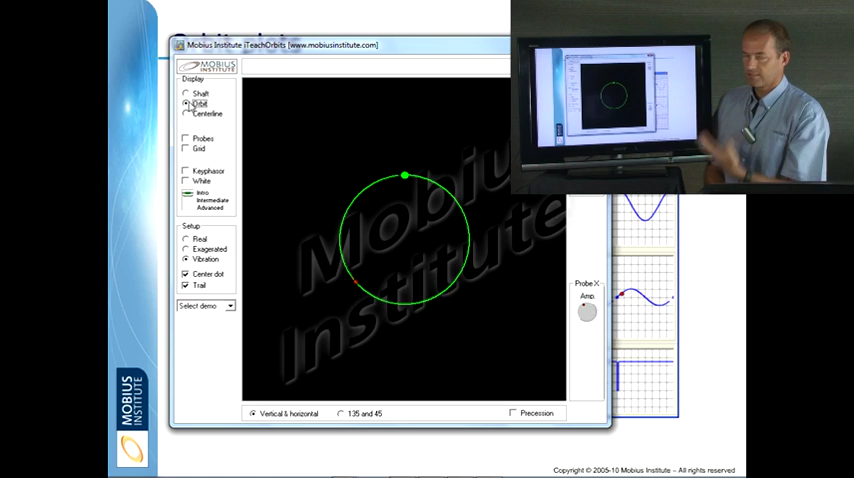 Orbit plots
Mobius Institute iTeachOrbits [www.mobiusinstitute.com]
MOBIUS
INSTITUTE
Display
Shaft
Orbit
Centerline
Probes
Grid
Keyphasor
White
Intro
Intermediate
Advanced
Setup
Real
Exagerated
Vibration
Center dot
Trail
Select demo
Mobius
Institute
Probe X
Amp.
Vertical & horizontal
135 and 45
Precession
MOBIUS
INSTITUTE
Copyright © 2005-10 Mobius Institute – All rights reserved